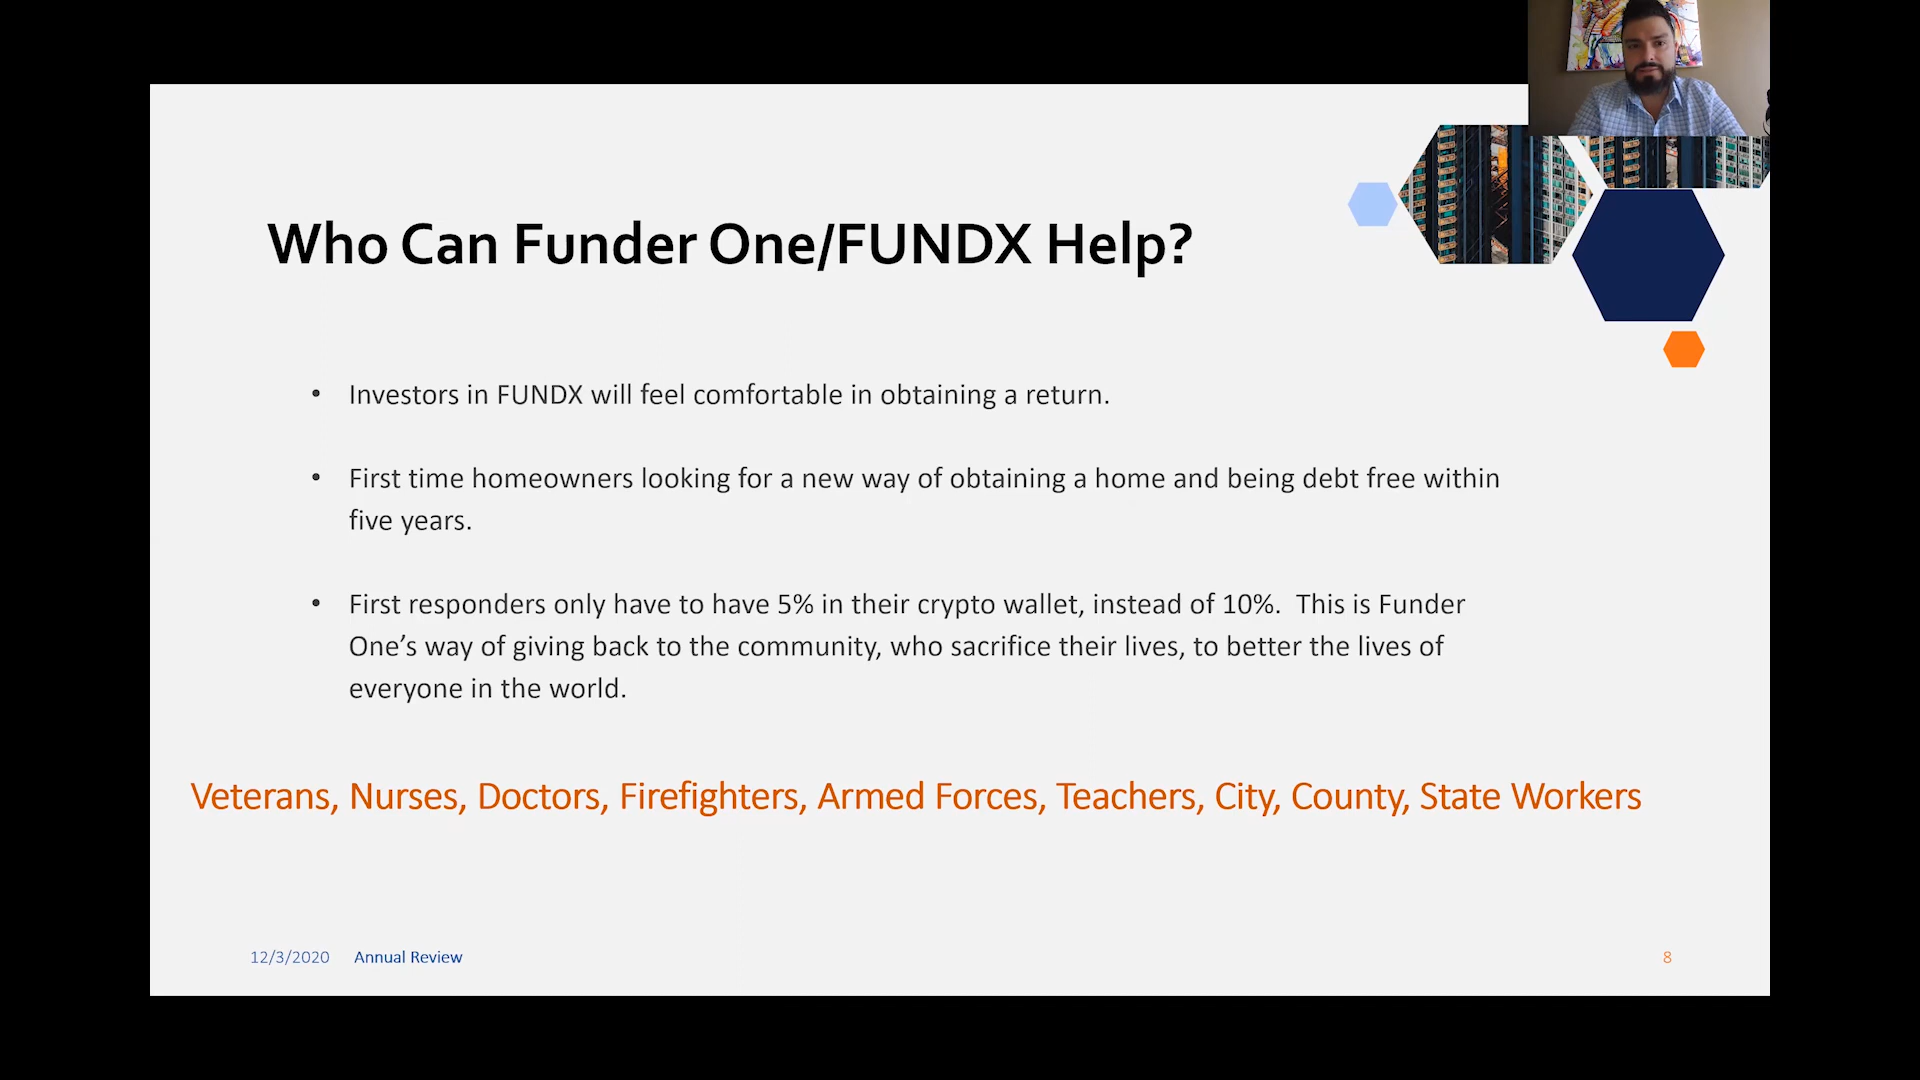 Who Can Funder One/FUNDX Help?
• Investors in FUNDX will feel comfortable in obtaining a return.
• First time homeowners looking for a new way of obtaining a home and being debt free within
five years.
• First responders only have to have 5% in their crypto wallet, instead of 10%.  This is Funder
One’s way of giving back to the community, who sacrifice their lives, to better the lives of
everyone in the world.
Veterans, Nurses, Doctors, Firefighters, Armed Forces, Teachers, City, County, State Workers
12/3/2020 Annual Review 8